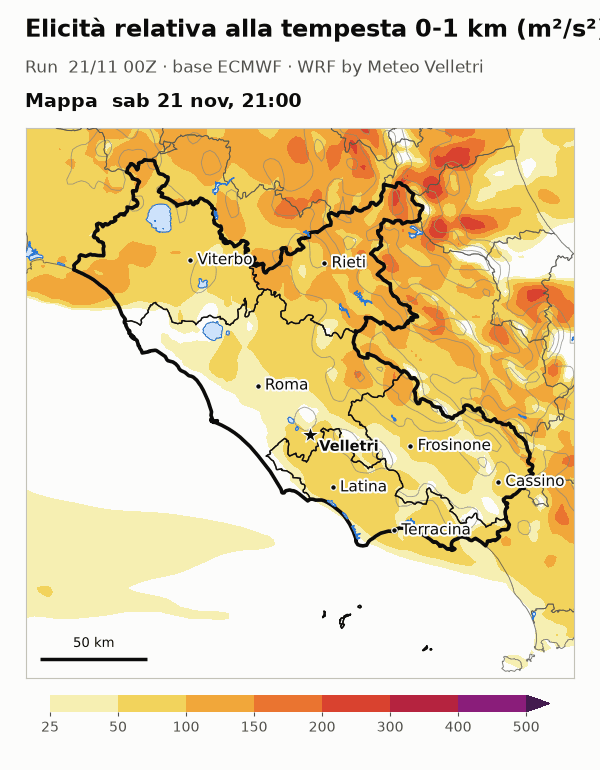 Elicità relativa alla tempesta 0-1 km (m²/s²)
Run 21/11 00Z · base ECMWF · WRF by Meteo Velletri
Mappa sab 21 nov, 21:00
Viterbo
Rieti
Roma
Velletri
Frosinone
Cassino
Latina
Terracina
50 km
25 50 100 150 200 300 400 500